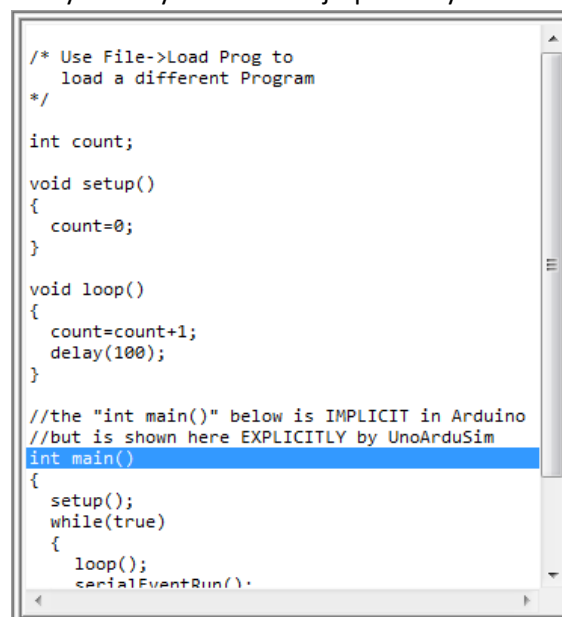 /* Use File->Load Prog to
   load a different Program
*/

int count;

void setup()
{
  count=0;
}

void loop()
{
  count=count+1;
  delay(100);
}

//the "int main()" below is IMPLICIT in Arduino
//but is shown here EXPLICITLY by UnoArduSim
int main()
{
  setup();
  while(true)
  {
    loop();
    serialEventRun();